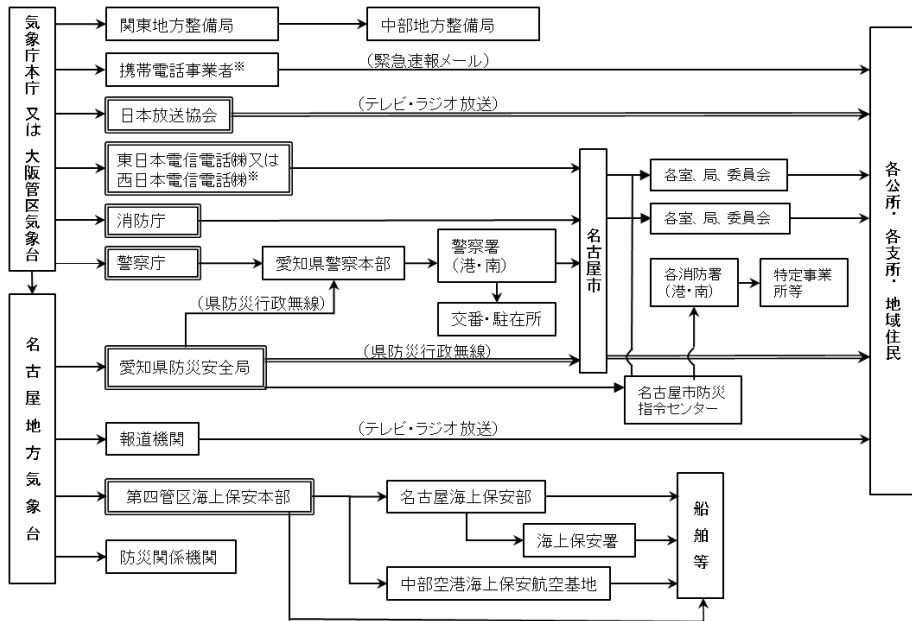 気象庁本庁 又は 大阪管区気象台
関東地方整備局
中部地方整備局
携帯電話事業者※
(緊急速報メール)
日本放送協会
(テレビ・ラジオ放送)
東日本電信電話㈱又は
西日本電信電話㈱※
消防庁
警察庁
愛知県警察本部
警察署
(港・南)
交番・駐在所
名古屋市
各室、局、委員会
各室、局、委員会
各消防署
(港・南)
特定事業
所等
各公所・各支所・地域住民
名古屋地方気象台
(県防災行政無線)
愛知県防災安全局
(県防災行政無線)
名古屋市防災
指令センター
報道機関
(テレビ・ラジオ放送)
第四管区海上保安本部
名古屋海上保安部
海上保安署
中部空港海上保安航空基地
船舶等
防災関係機関